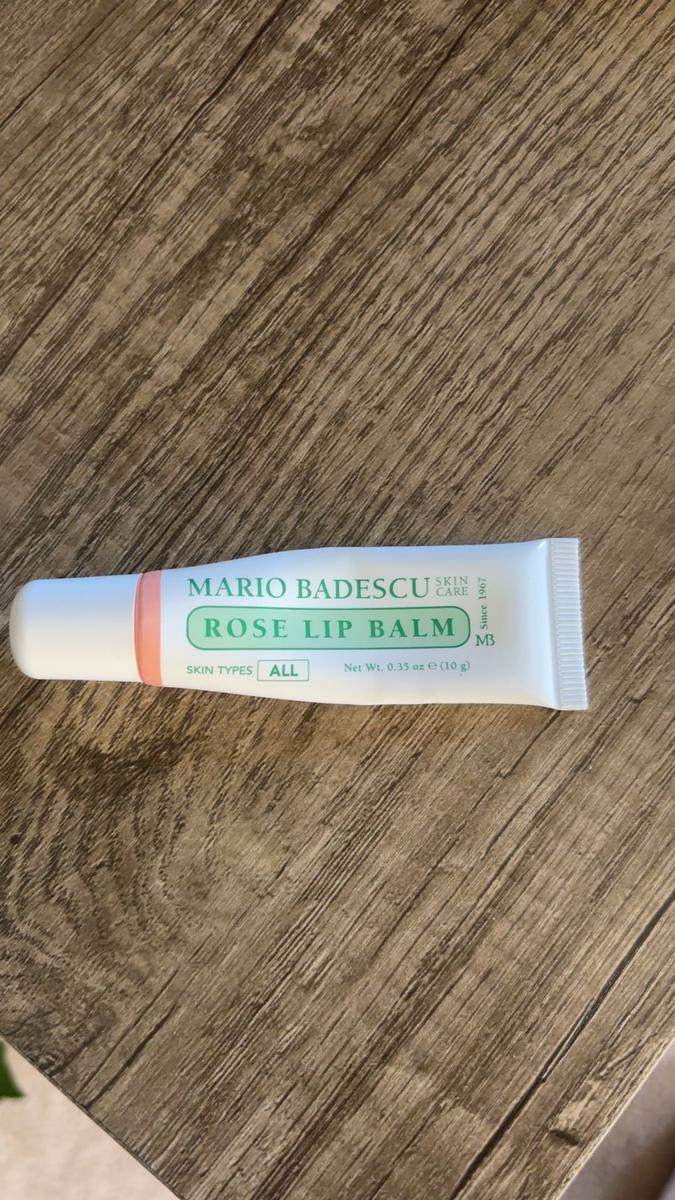 MARIO BADESCU SKIN CARE
ROSE LIP BALM
SKIN TYPES ALL
Net Wt. 0.35 oz ℮ (10 g)
Since 1967
MB